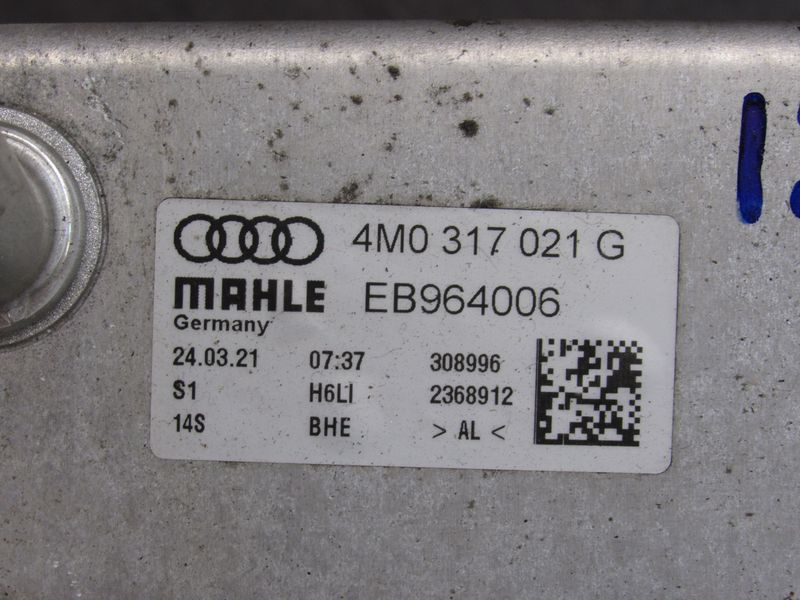 4M0 317 021 G
MAHLE EB964006
Germany
24.03.21 07:37 308996
S1 H6LI 2368912
14S BHE > AL <